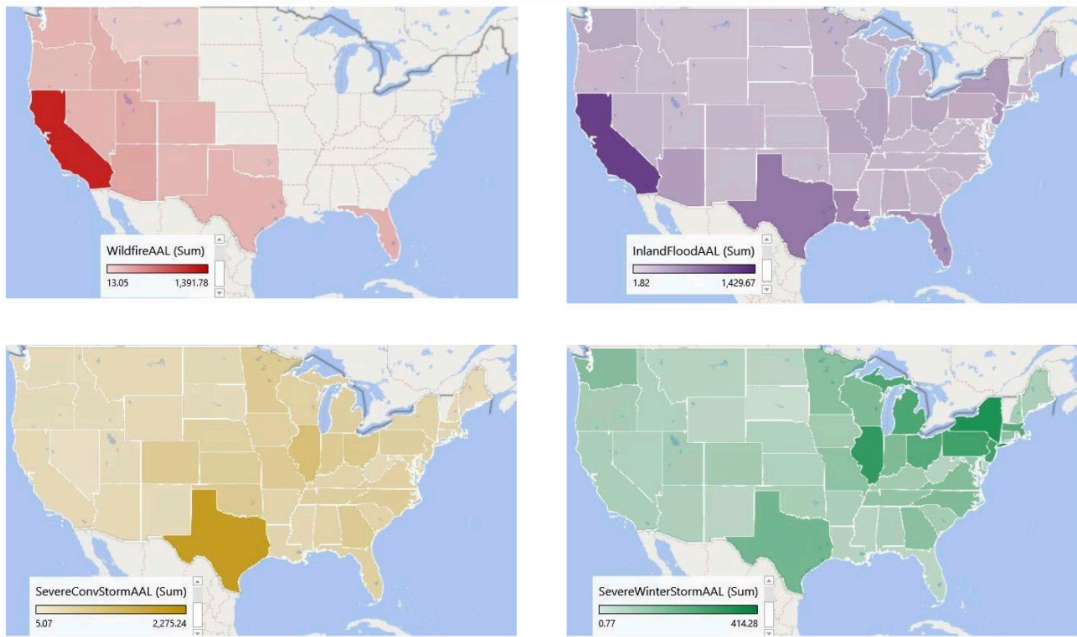 WildfireAAL (Sum)
13.05 1,391.78
InlandFloodAAL (Sum)
1.82 1,429.67
SevereConvStormAAL (Sum)
5.07 2,275.24
SevereWinterStormAAL (Sum)
0.77 414.28